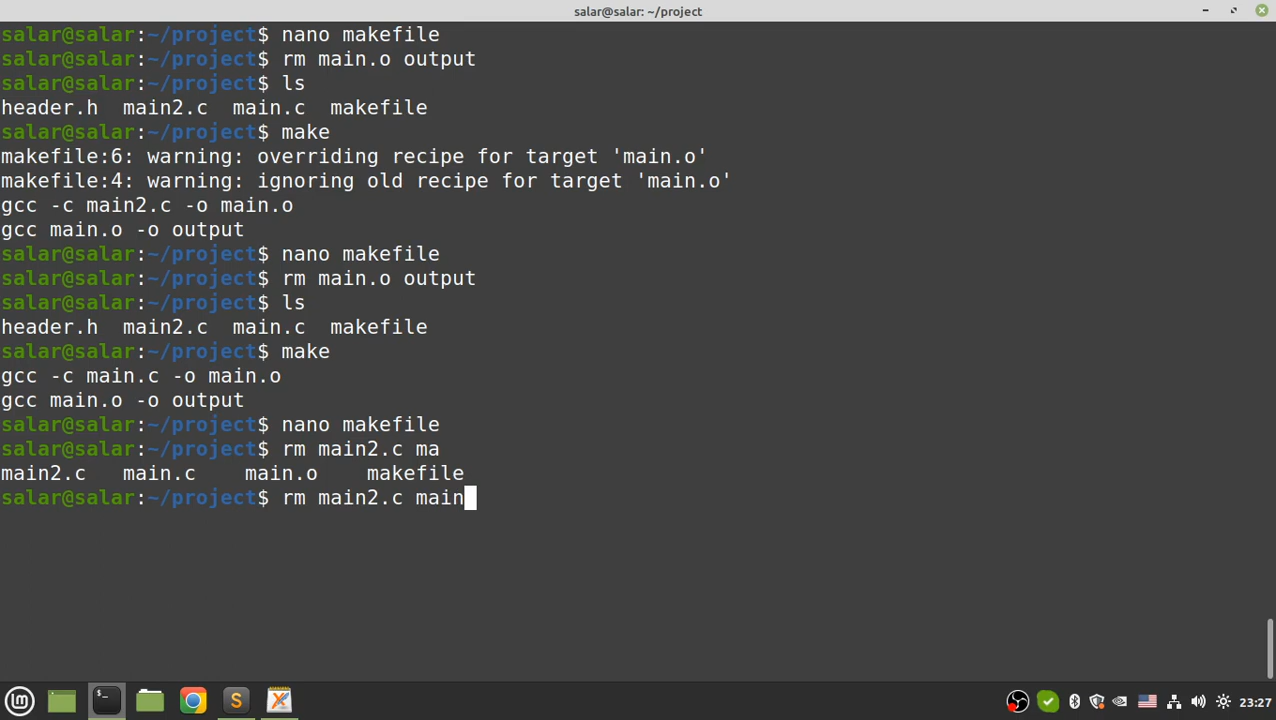 salar@salar: ~/project
salar@salar:~/project$ nano makefile
salar@salar:~/project$ rm main.o output
salar@salar:~/project$ ls
header.h  main2.c  main.c  makefile
salar@salar:~/project$ make
makefile:6: warning: overriding recipe for target 'main.o'
makefile:4: warning: ignoring old recipe for target 'main.o'
gcc -c main2.c -o main.o
gcc main.o -o output
salar@salar:~/project$ nano makefile
salar@salar:~/project$ rm main.o output
salar@salar:~/project$ ls
header.h  main2.c  main.c  makefile
salar@salar:~/project$ make
gcc -c main.c -o main.o
gcc main.o -o output
salar@salar:~/project$ nano makefile
salar@salar:~/project$ rm main2.c ma
main2.c   main.c    main.o    makefile
salar@salar:~/project$ rm main2.c main
23:27